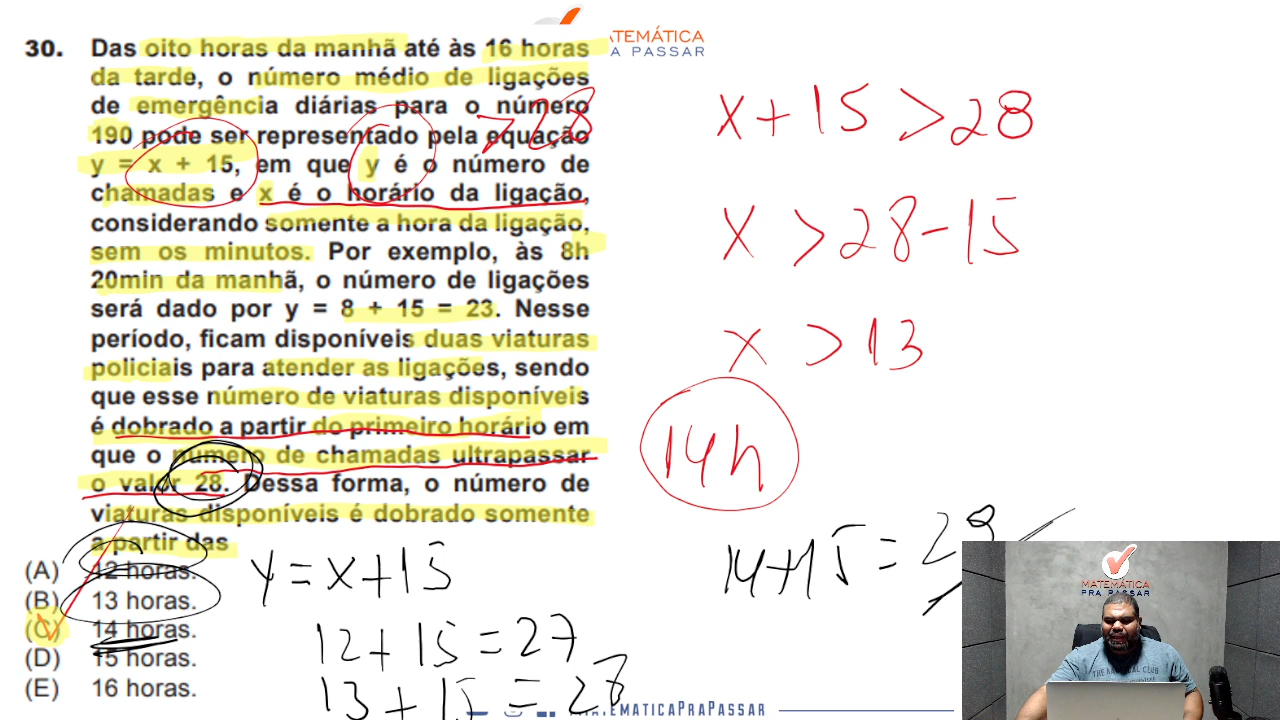 MATEMÁTICA
PRA PASSAR
30. Das oito horas da manhã até às 16 horas
da tarde, o número médio de ligações
de emergência diárias para o número
190 pode ser representado pela equação
y = x + 15, em que y é o número de
chamadas e x é o horário da ligação,
considerando somente a hora da ligação,
sem os minutos. Por exemplo, às 8h
20min da manhã, o número de ligações
será dado por y = 8 + 15 = 23. Nesse
período, ficam disponíveis duas viaturas
policiais para atender as ligações, sendo
que esse número de viaturas disponíveis
é dobrado a partir do primeiro horário em
que o número de chamadas ultrapassar
o valor 28. Dessa forma, o número de
viaturas disponíveis é dobrado somente
a partir das
(A) 12 horas.
(B) 13 horas.
(C) 14 horas.
(D) 15 horas.
(E) 16 horas.
> 28
y = x + 15
12 + 15 = 27
13 + 15 = 28
x + 15 > 28
x > 28 - 15
x > 13
14h
14 + 15 = 29
MATEMÁTICA
PRA PASSAR
MATEMATICAPRAPASSAR